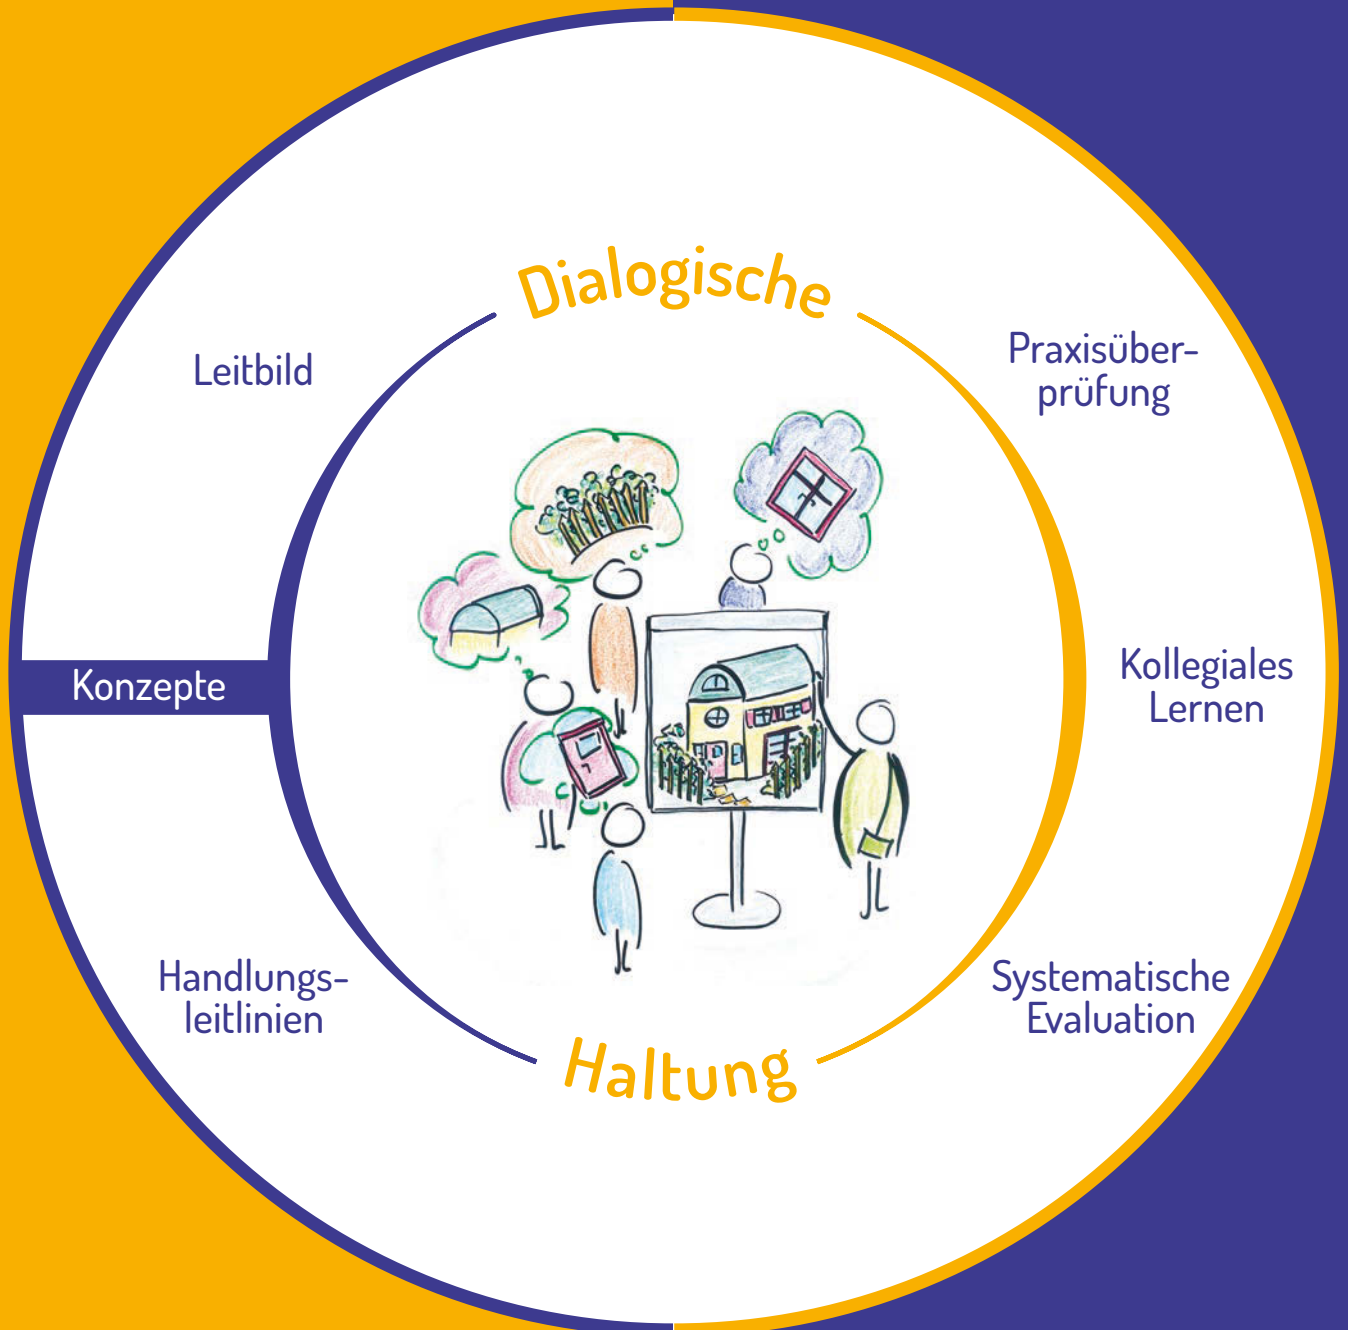 Dialogische
Leitbild
Praxisüber-
prüfung
Konzepte
Kollegiales
Lernen
Handlungs-
leitlinien
Systematische
Evaluation
Haltung